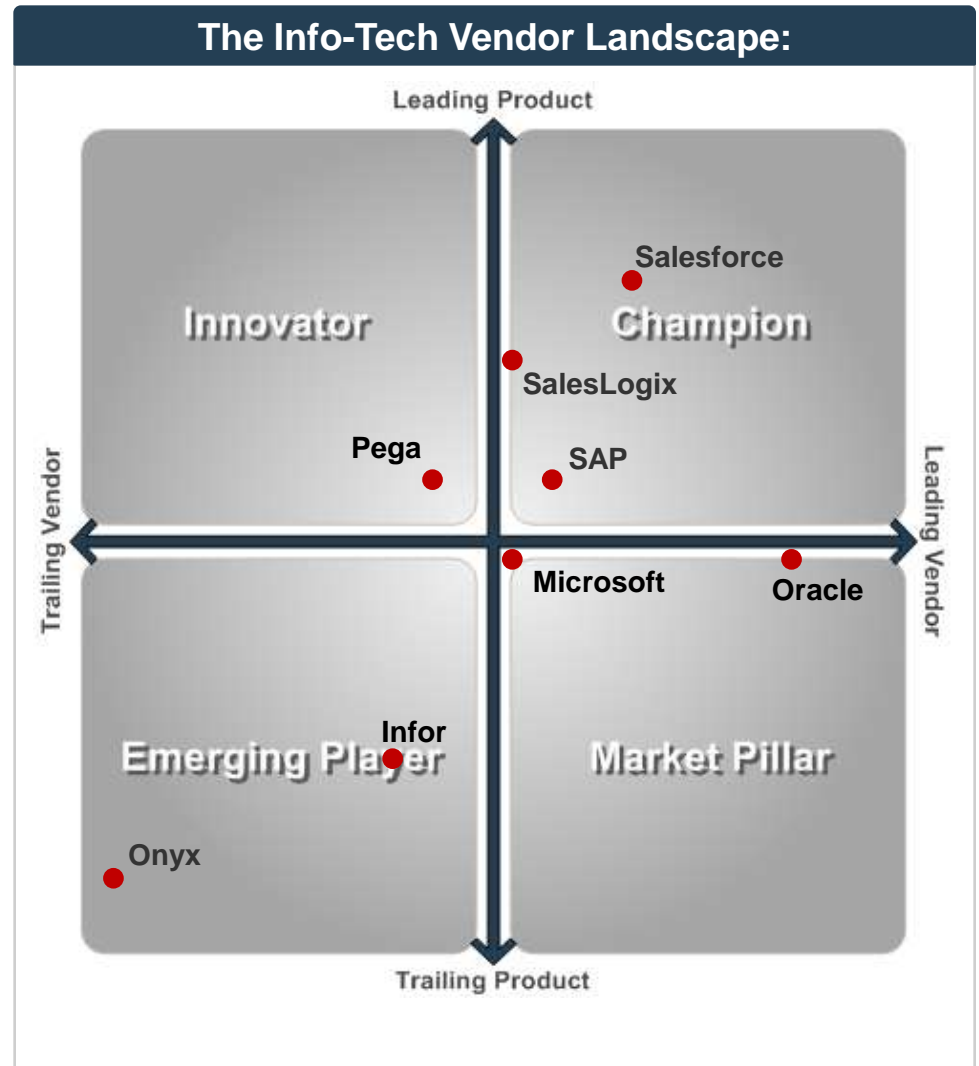 The Info-Tech Vendor Landscape:
Leading Product
Salesforce
Innovator
Champion
SalesLogix
Pega
SAP
Trailing Vendor
Leading Vendor
Microsoft
Oracle
Infor
Emerging Player
Market Pillar
Onyx
Trailing Product